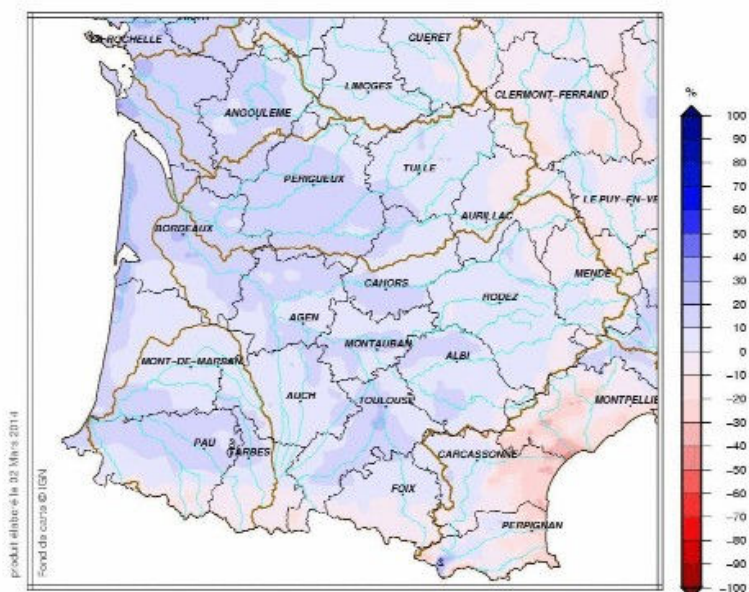 LA ROCHELLE
GUERET
LIMOGES
CLERMONT-FERRAND
ANGOULEME
PERIGUEUX
TULLE
LE PUY-EN-VE
AURILLAC
BORDEAUX
CAHORS
MENDE
RODEZ
AGEN
MONTAUBAN
ALBI
MONT-DE-MARSAN
AUCH
TOULOUSE
MONTPELLIE
PAU
TARBES
CARCASSONNE
FOIX
PERPIGNAN
%
100
90
80
70
60
50
40
30
20
10
0
-10
-20
-30
-40
-50
-60
-70
-80
-90
-100
produit élaboré le 02 Mars 2014
Fond de carte © IGN